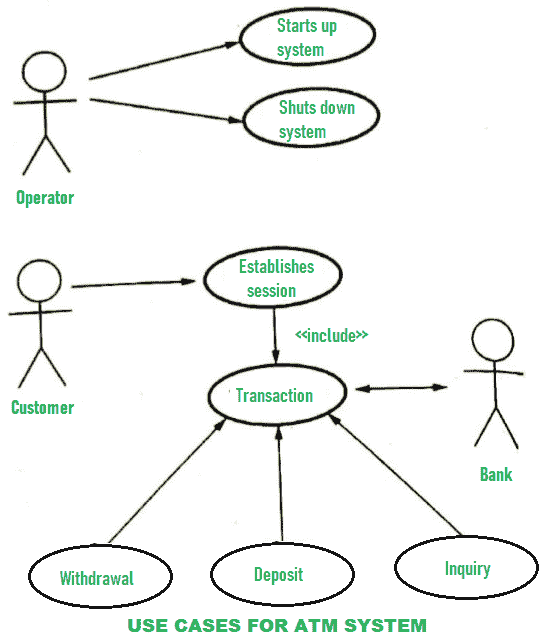 Starts up
system
Shuts down
system
Operator
Establishes
session
<<include>>
Customer
Transaction
Bank
Withdrawal
Deposit
Inquiry
USE CASES FOR ATM SYSTEM